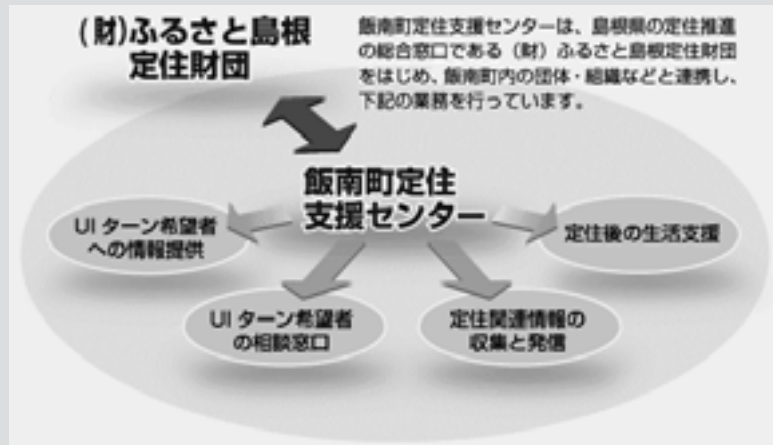 (財)ふるさと島根
定住財団
飯南町定住支援センターは、島根県の定住推進
の総合窓口である(財)ふるさと島根定住財団
をはじめ、飯南町内の団体・組織などと連携し、
下記の業務を行っています。
飯南町定住
支援センター
UIターン希望者
への情報提供
定住後の生活支援
UIターン希望者
の相談窓口
定住関連情報の
収集と発信